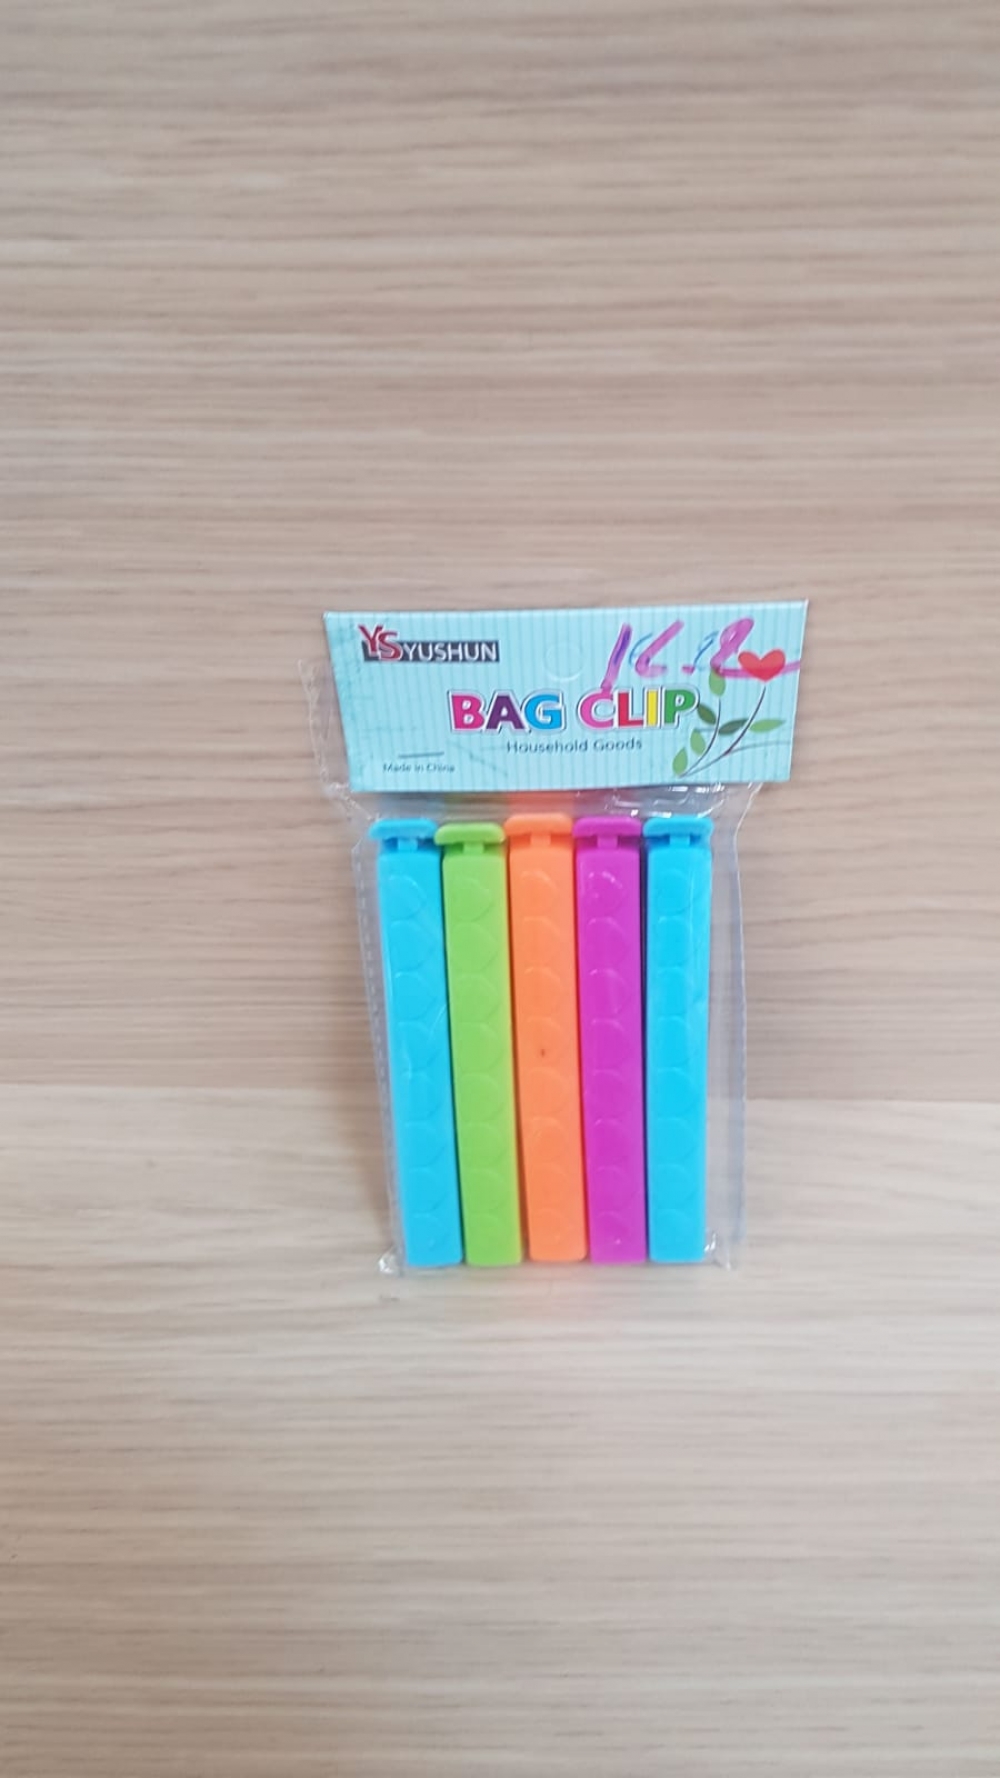 YS YUSHUN
BAG CLIP
Household Goods
Made in China